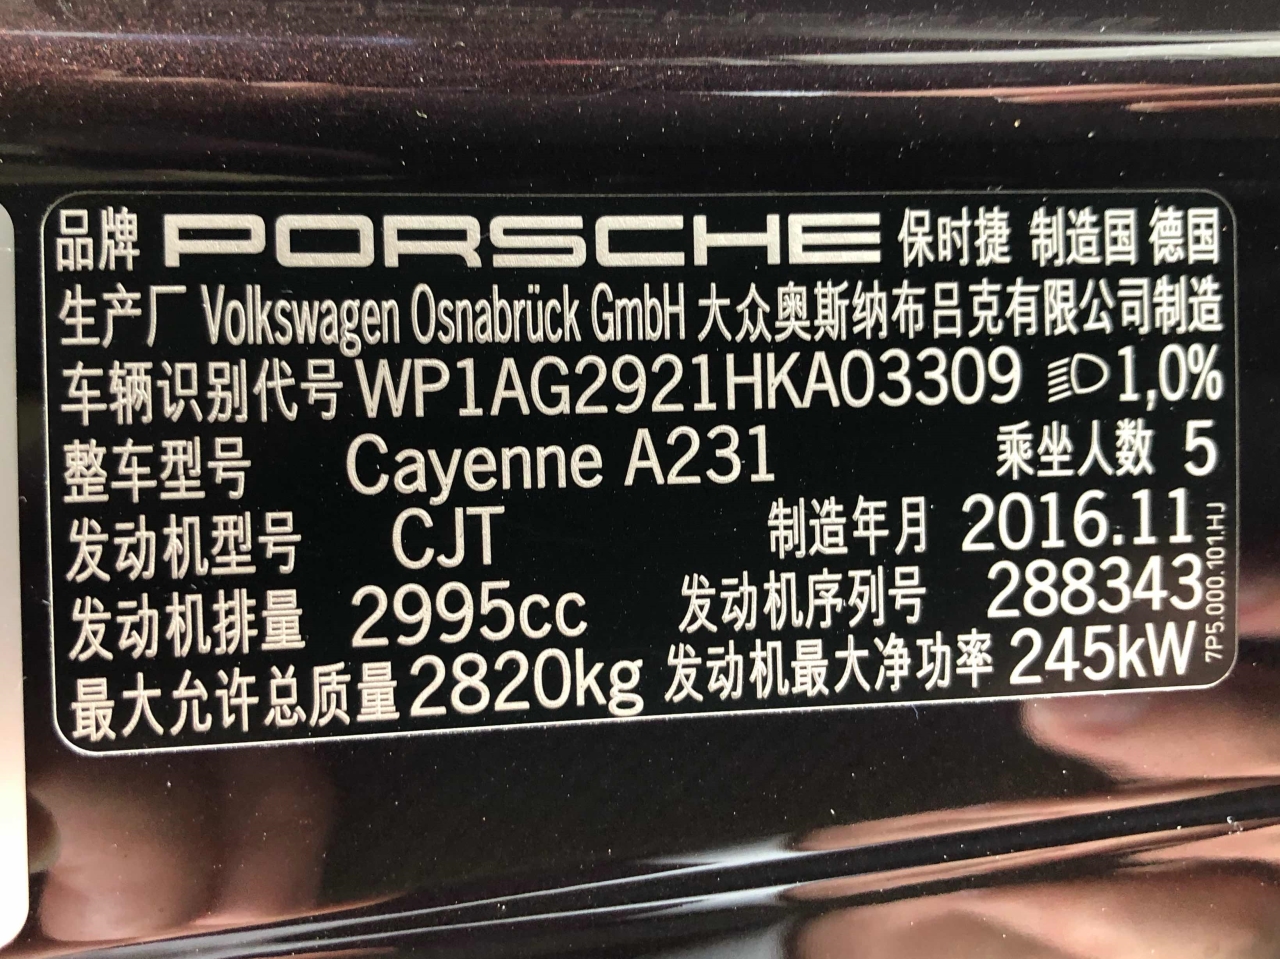 品牌 PORSCHE 保时捷 制造国 德国
生产厂 Volkswagen Osnabrück GmbH 大众奥斯纳布吕克有限公司制造
车辆识别代号 WP1AG2921HKA03309 1,0%
整车型号 Cayenne A231 乘坐人数 5
发动机型号 CJT 制造年月 2016.11
发动机排量 2995cc 发动机序列号 288343
最大允许总质量 2820kg 发动机最大净功率 245kW
7P5.000.101.HJ